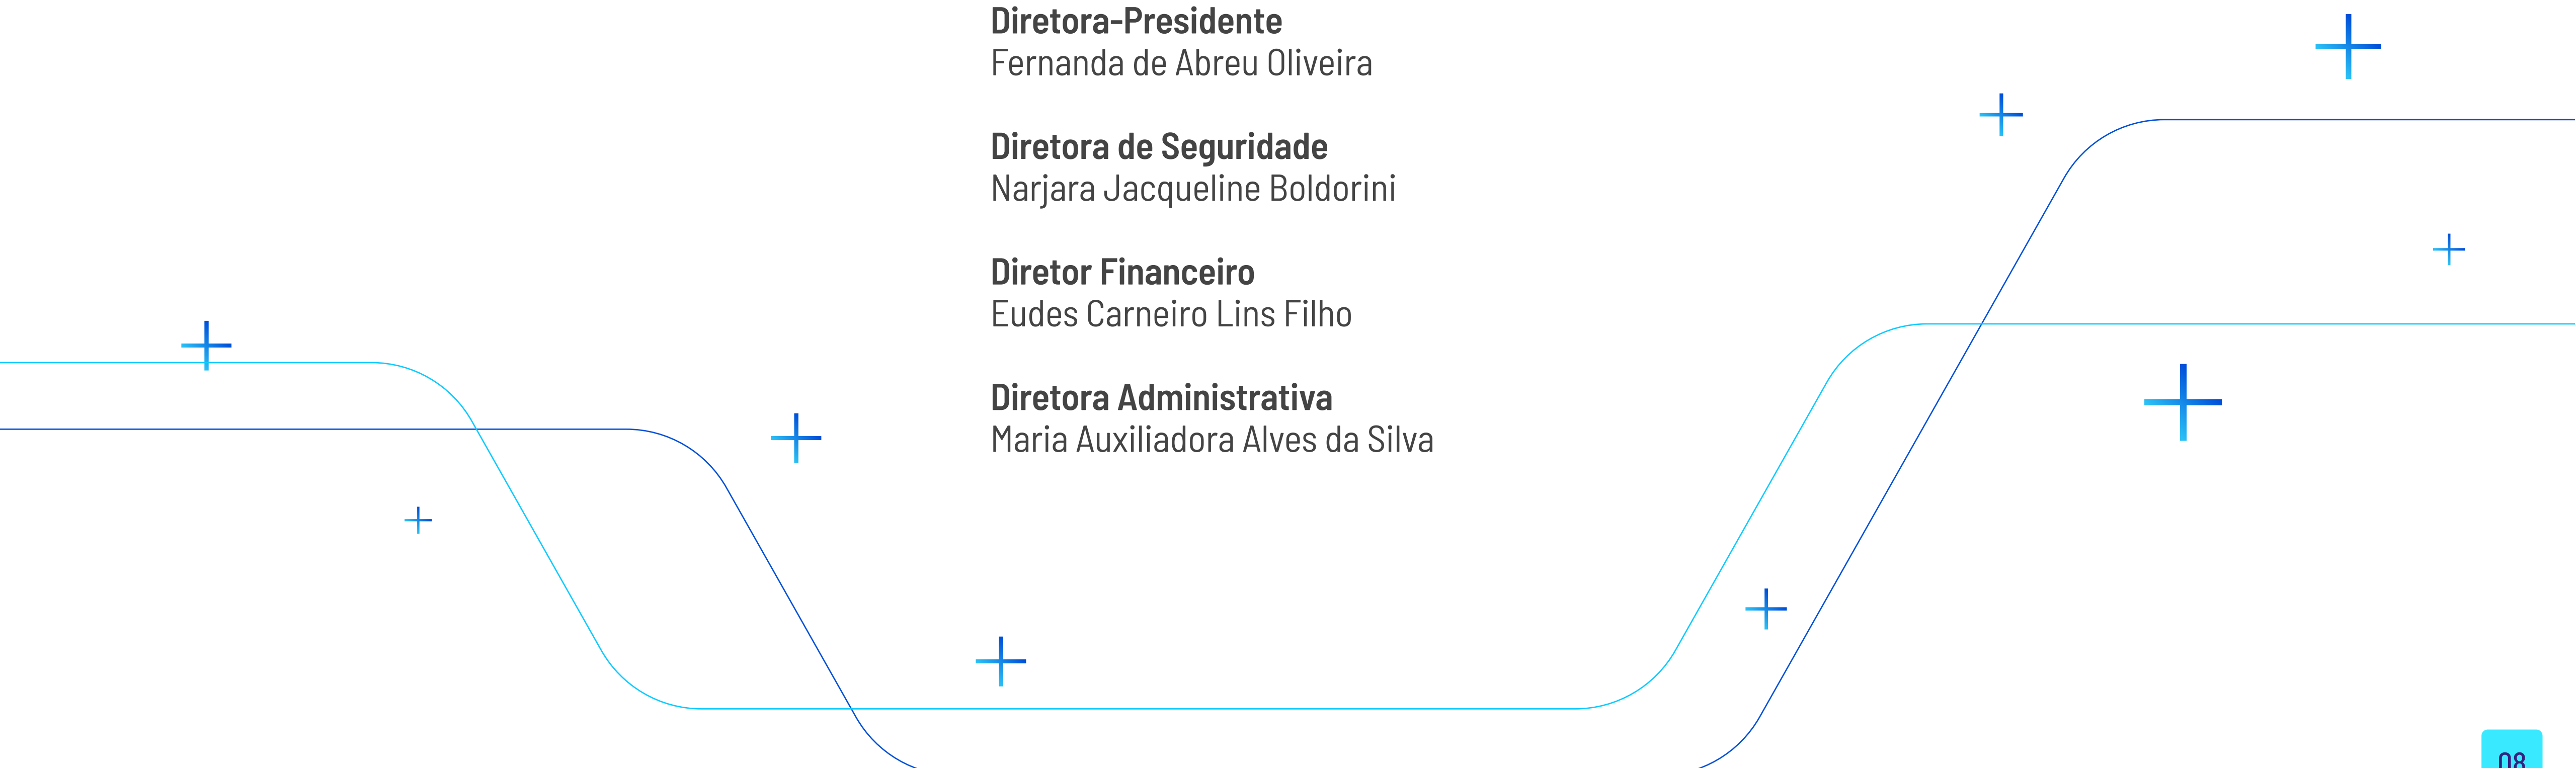 Diretora-Presidente
Fernanda de Abreu Oliveira
Diretora de Seguridade
Narjara Jacqueline Boldorini
Diretor Financeiro
Eudes Carneiro Lins Filho
Diretora Administrativa
Maria Auxiliadora Alves da Silva
08